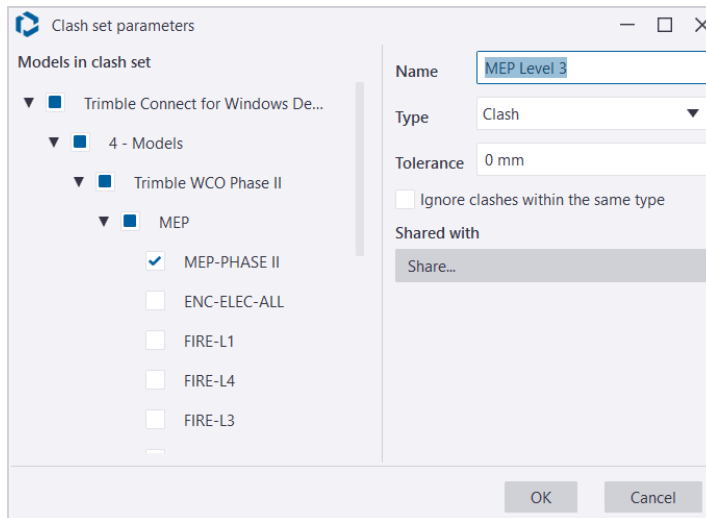 Clash set parameters
Models in clash set
Trimble Connect for Windows De...
4 - Models
Trimble WCO Phase II
MEP
MEP-PHASE II
ENC-ELEC-ALL
FIRE-L1
FIRE-L4
FIRE-L3
Name
MEP Level 3
Type
Clash
Tolerance
0 mm
Ignore clashes within the same type
Shared with
Share...
OK
Cancel